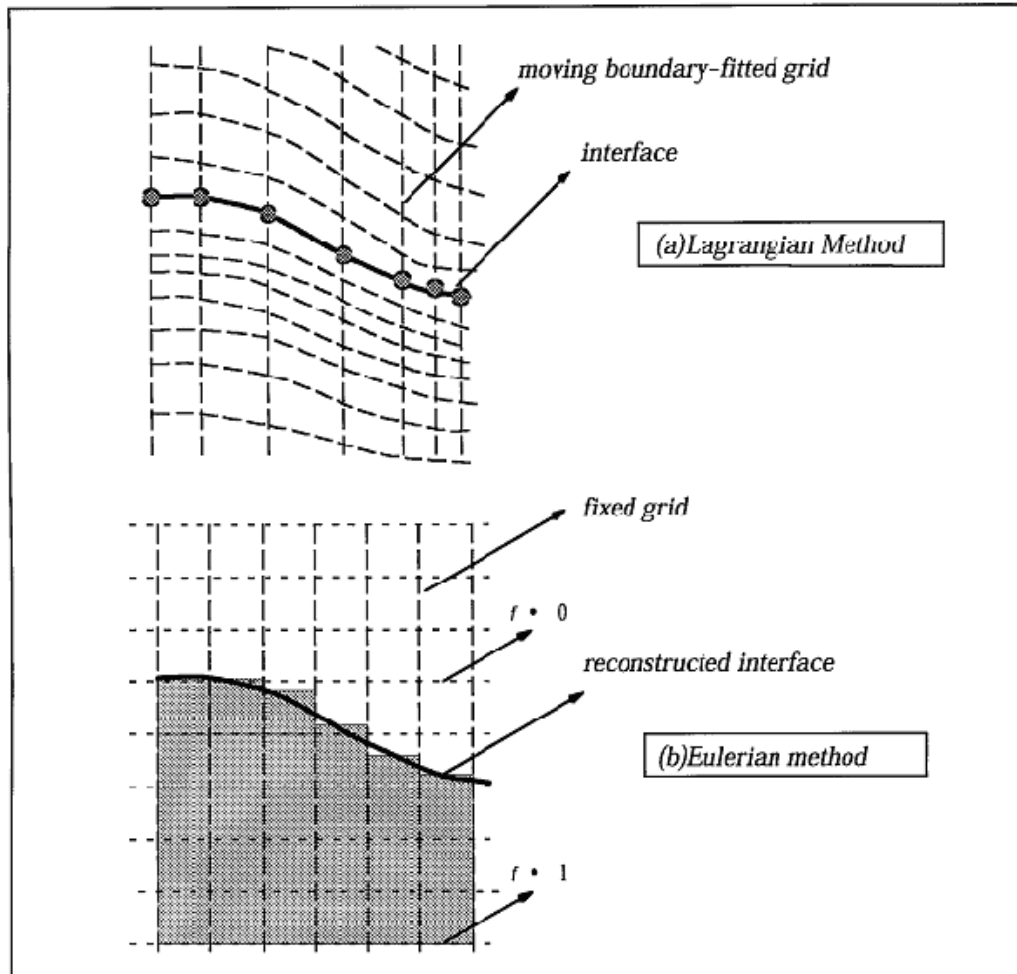 moving boundary-fitted grid
interface
(a)Lagrangian Method
fixed grid
f • 0
reconstructed interface
(b)Eulerian method
f • 1